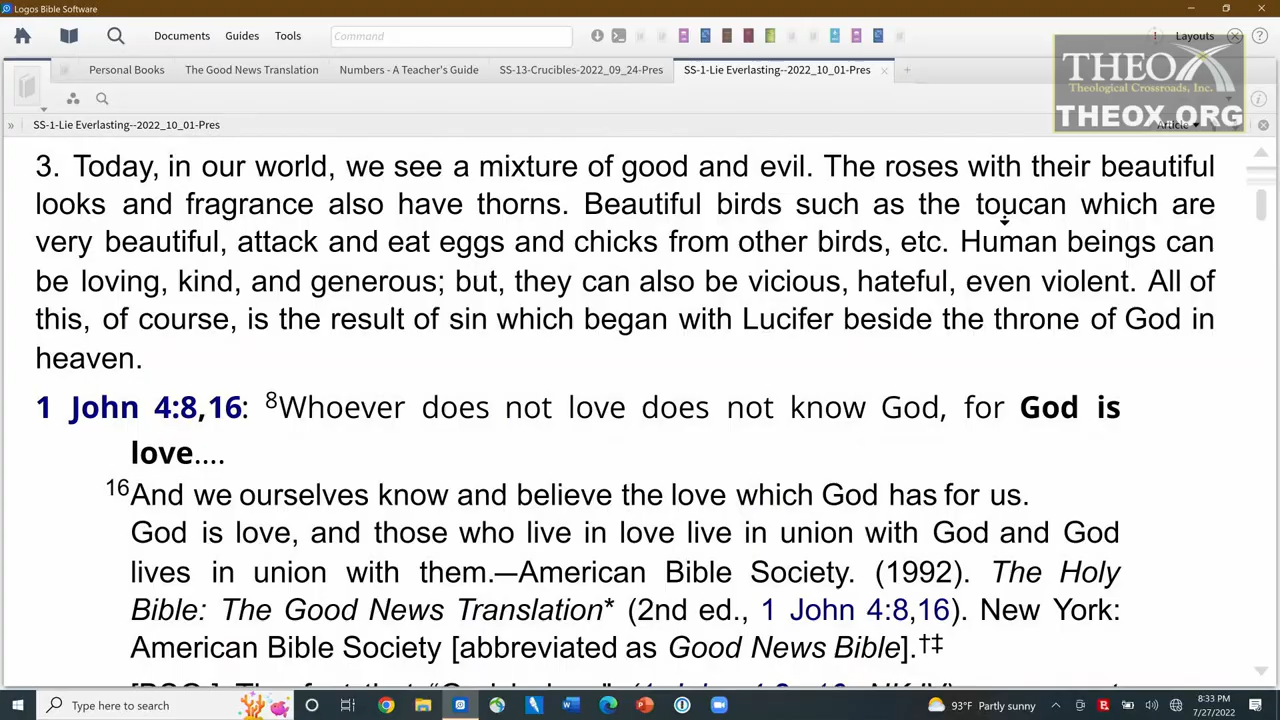 Logos Bible Software
Documents Guides Tools Command Layouts
Personal Books The Good News Translation Numbers - A Teacher's Guide SS-13-Crucibles-2022_09_24-Pres SS-1-Lie Everlasting--2022_10_01-Pres
THEOX
Theological Crossroads, Inc.
THEOX.ORG
SS-1-Lie Everlasting--2022_10_01-Pres Article
3. Today, in our world, we see a mixture of good and evil. The roses with their beautiful
looks and fragrance also have thorns. Beautiful birds such as the toucan which are
very beautiful, attack and eat eggs and chicks from other birds, etc. Human beings can
be loving, kind, and generous; but, they can also be vicious, hateful, even violent. All of
this, of course, is the result of sin which began with Lucifer beside the throne of God in
heaven.
1 John 4:8,16: 8Whoever does not love does not know God, for God is
love....
16And we ourselves know and believe the love which God has for us.
God is love, and those who live in love live in union with God and God
lives in union with them.—American Bible Society. (1992). The Holy
Bible: The Good News Translation* (2nd ed., 1 John 4:8,16). New York:
American Bible Society [abbreviated as Good News Bible].†‡
Type here to search 93°F Partly sunny 8:33 PM
7/27/2022